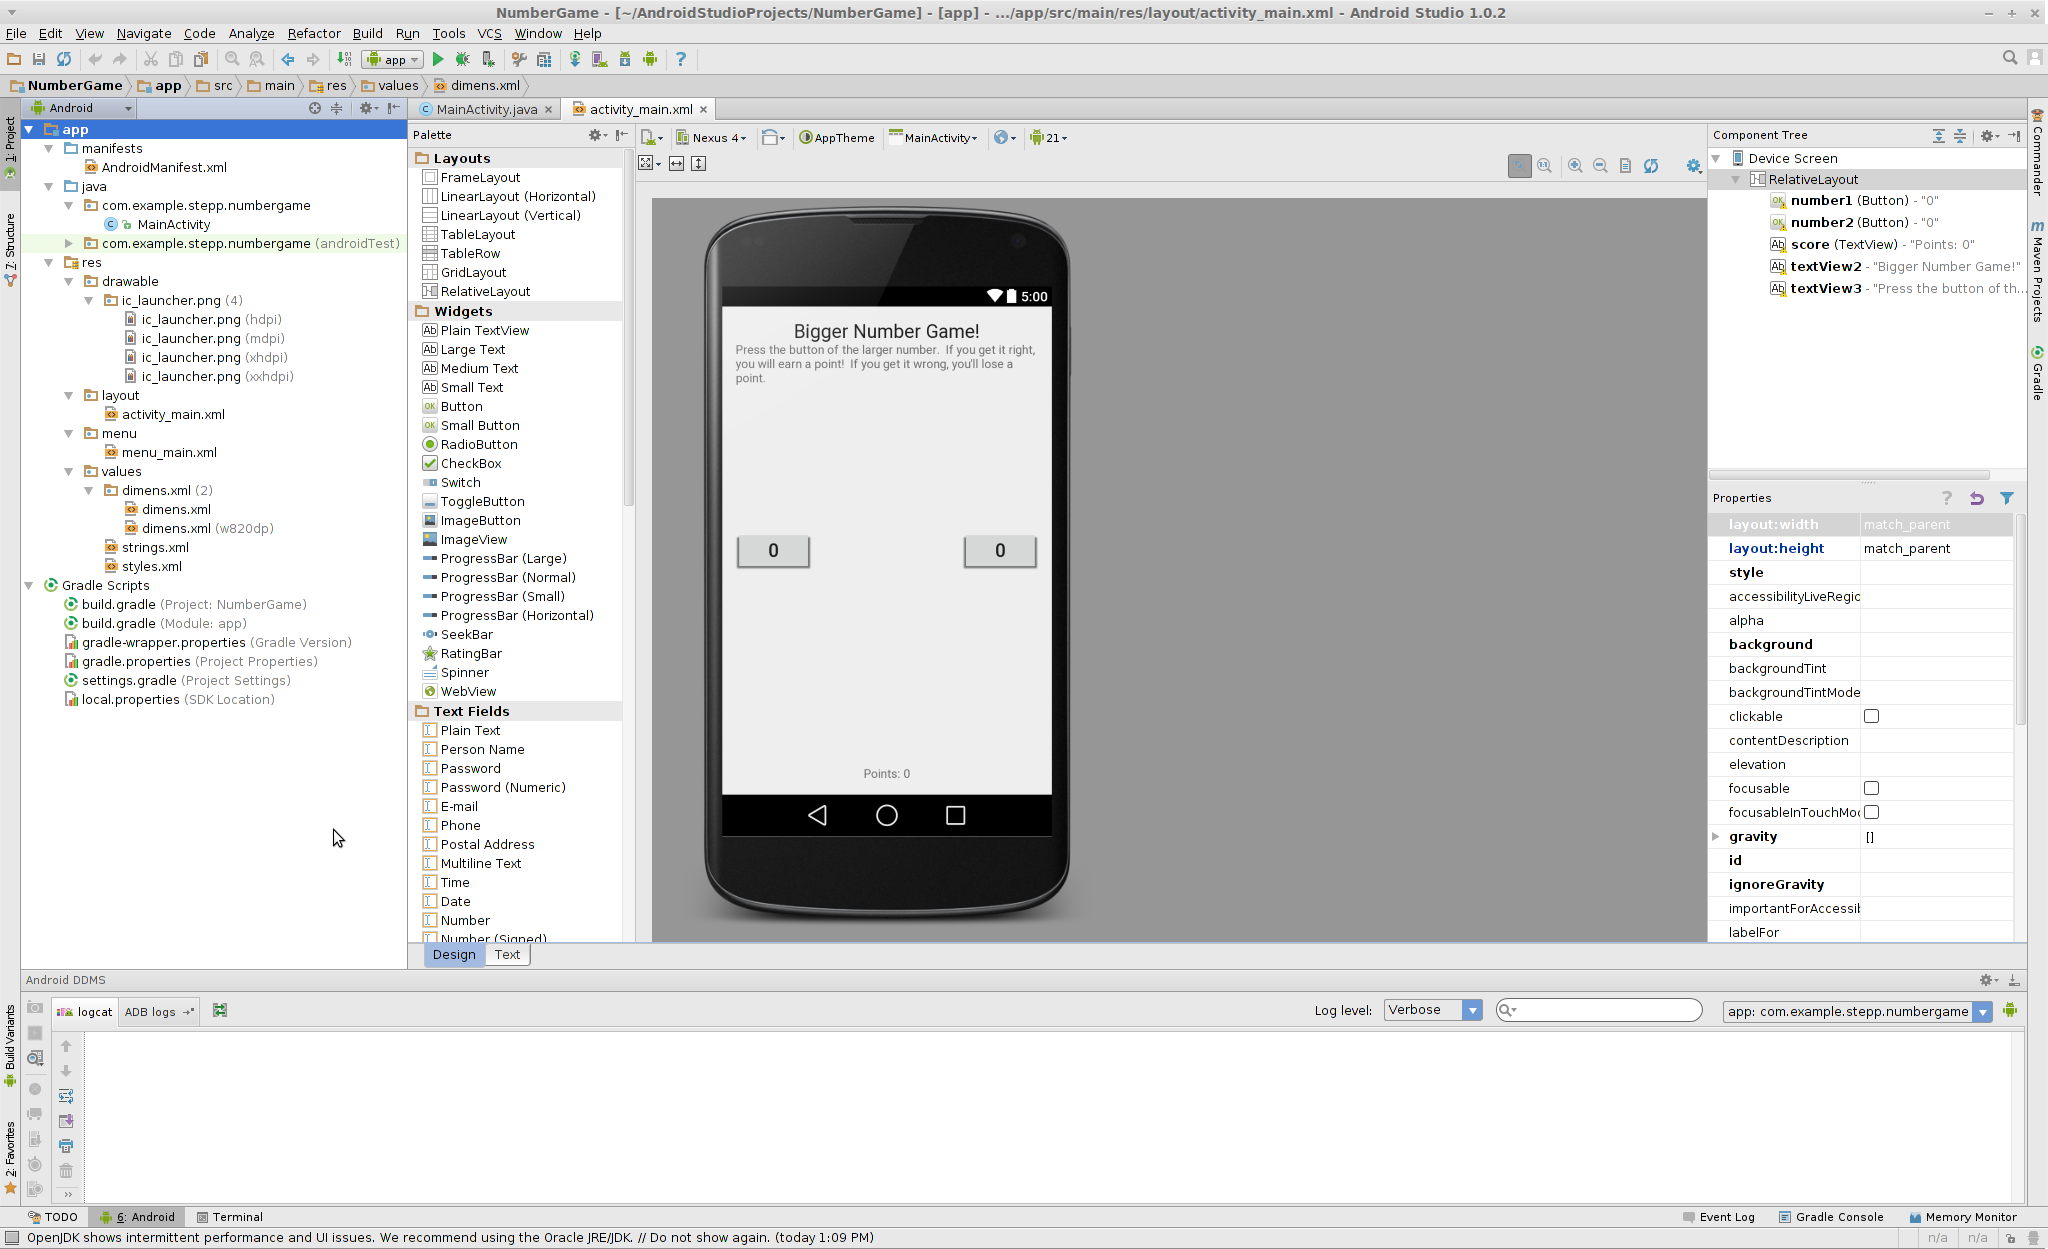 NumberGame - [~/AndroidStudioProjects/NumberGame] - [app] - .../app/src/main/res/layout/activity_main.xml - Android Studio 1.0.2
File Edit View Navigate Code Analyze Refactor Build Run Tools VCS Window Help
app
NumberGame app src main res values dimens.xml
1: Project
7: Structure
Build Variants
2: Favorites
Android
app
manifests
AndroidManifest.xml
java
com.example.stepp.numbergame
MainActivity
com.example.stepp.numbergame (androidTest)
res
drawable
ic_launcher.png (4)
ic_launcher.png (hdpi)
ic_launcher.png (mdpi)
ic_launcher.png (xhdpi)
ic_launcher.png (xxhdpi)
layout
activity_main.xml
menu
menu_main.xml
values
dimens.xml (2)
dimens.xml
dimens.xml (w820dp)
strings.xml
styles.xml
Gradle Scripts
build.gradle (Project: NumberGame)
build.gradle (Module: app)
gradle-wrapper.properties (Gradle Version)
gradle.properties (Project Properties)
settings.gradle (Project Settings)
local.properties (SDK Location)
MainActivity.java activity_main.xml
Palette
Layouts
FrameLayout
LinearLayout (Horizontal)
LinearLayout (Vertical)
TableLayout
TableRow
GridLayout
RelativeLayout
Widgets
Plain TextView
Large Text
Medium Text
Small Text
Button
Small Button
RadioButton
CheckBox
Switch
ToggleButton
ImageButton
ImageView
ProgressBar (Large)
ProgressBar (Normal)
ProgressBar (Small)
ProgressBar (Horizontal)
SeekBar
RatingBar
Spinner
WebView
Text Fields
Plain Text
Person Name
Password
Password (Numeric)
E-mail
Phone
Postal Address
Multiline Text
Time
Date
Number
Number (Signed)
Design Text
Nexus 4 AppTheme MainActivity 21
5:00
Bigger Number Game!
Press the button of the larger number. If you get it right,
you will earn a point! If you get it wrong, you'll lose a
point.
0 0
Points: 0
Component Tree
Device Screen
RelativeLayout
number1 (Button) - "0"
number2 (Button) - "0"
score (TextView) - "Points: 0"
textView2 - "Bigger Number Game!"
textView3 - "Press the button of th...
Properties
layout:width match_parent
layout:height match_parent
style
accessibilityLiveRegio
alpha
background
backgroundTint
backgroundTintMode
clickable
contentDescription
elevation
focusable
focusableInTouchMo
gravity []
id
ignoreGravity
importantForAccessi
labelFor
Commander
Maven Projects
Gradle
Android DDMS
logcat ADB logs
Log level: Verbose
app: com.example.stepp.numbergame
TODO 6: Android Terminal
Event Log Gradle Console Memory Monitor
OpenJDK shows intermittent performance and UI issues. We recommend using the Oracle JRE/JDK. // Do not show again. (today 1:09 PM)
n/a n/a